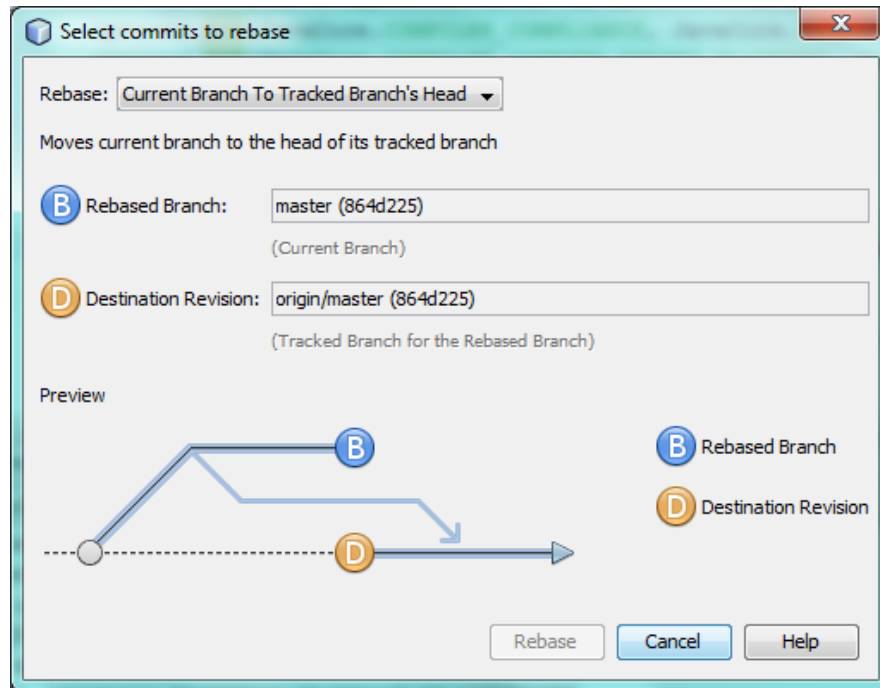 Select commits to rebase
Rebase: Current Branch To Tracked Branch's Head
Moves current branch to the head of its tracked branch
B Rebased Branch: master (864d225)
(Current Branch)
D Destination Revision: origin/master (864d225)
(Tracked Branch for the Rebased Branch)
Preview
B B Rebased Branch
D Destination Revision
D
Rebase Cancel Help